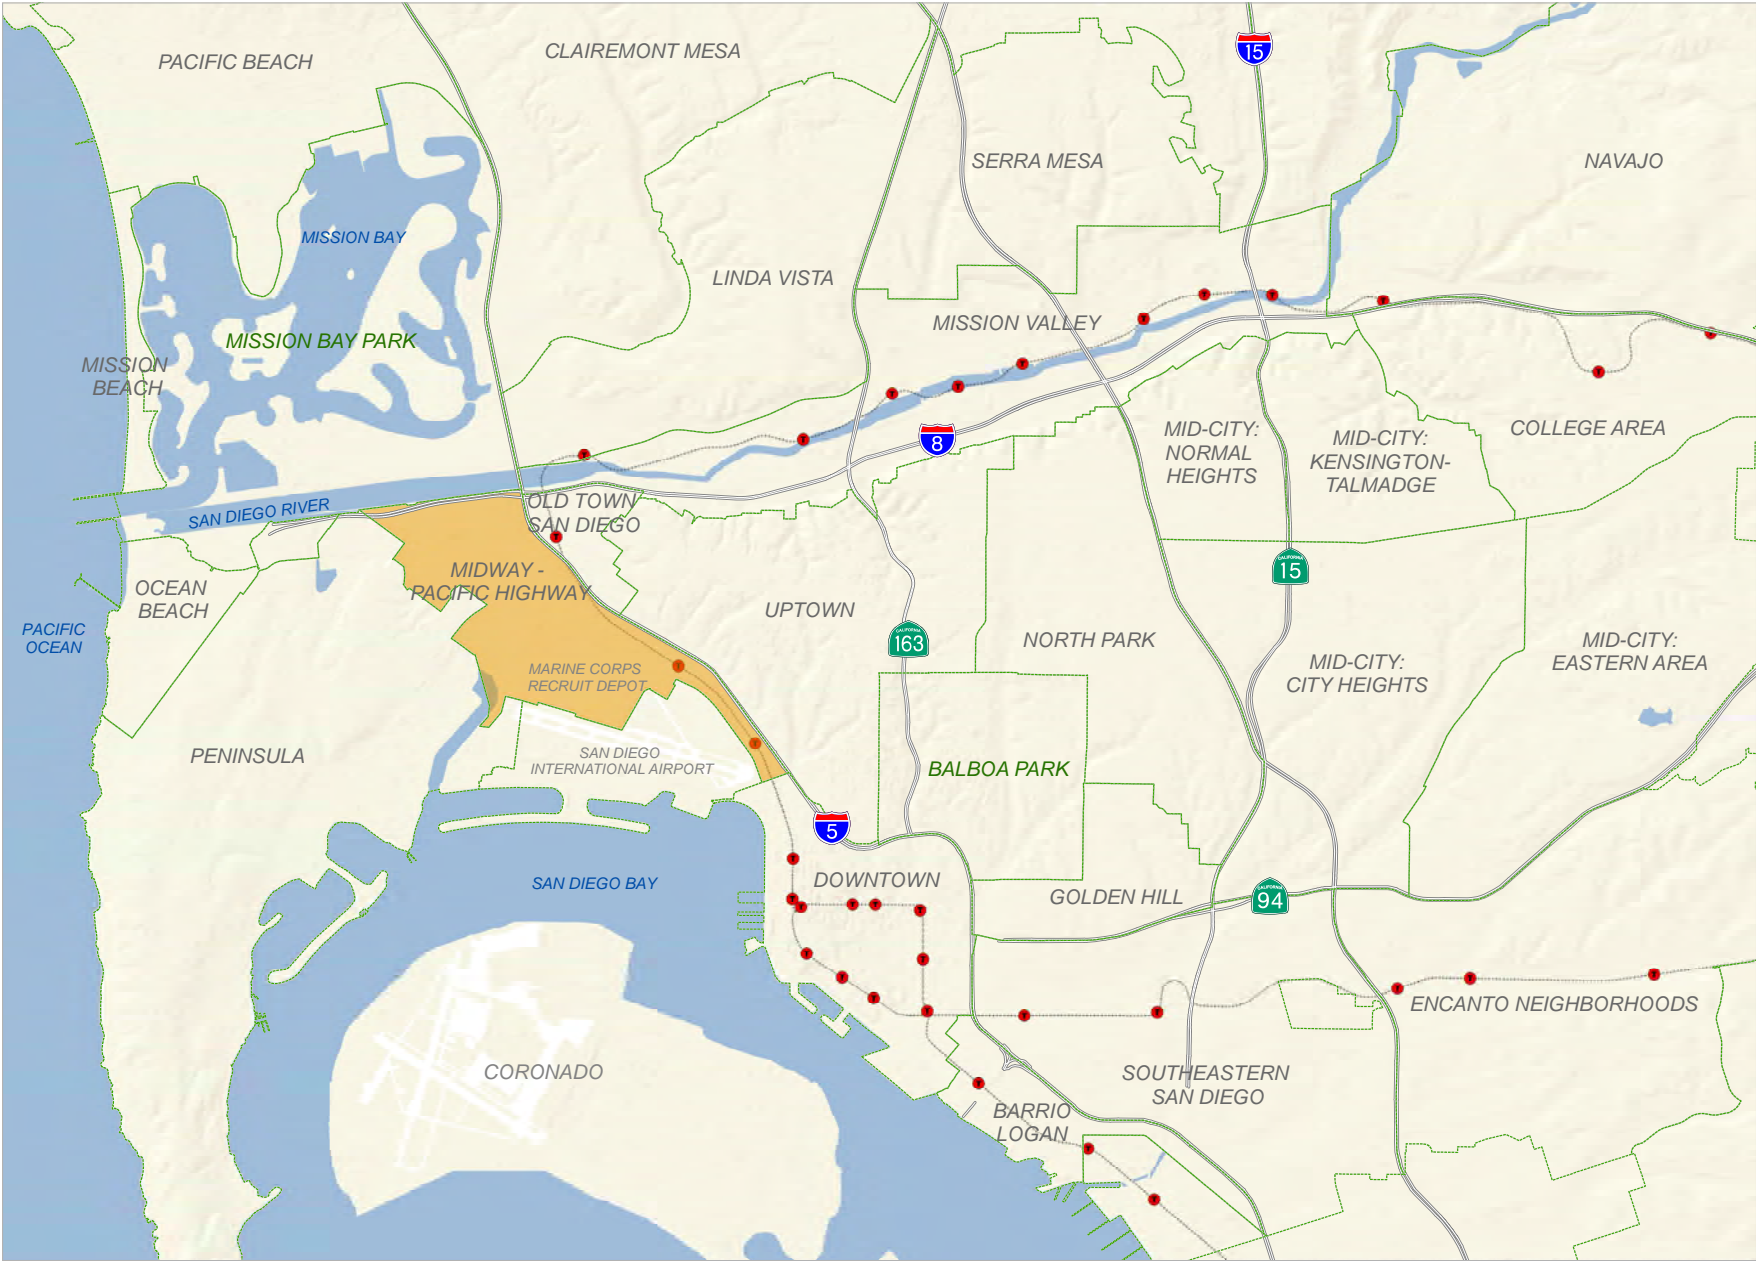 PACIFIC BEACH
CLAIREMONT MESA
15
SERRA MESA
NAVAJO
MISSION BAY
LINDA VISTA
MISSION VALLEY
MISSION BAY PARK
MISSION
BEACH
8
MID-CITY:
NORMAL
HEIGHTS
MID-CITY:
KENSINGTON-
TALMADGE
COLLEGE AREA
SAN DIEGO RIVER
OLD TOWN
SAN DIEGO
MIDWAY -
PACIFIC HIGHWAY
OCEAN
BEACH
CALIFORNIA
15
PACIFIC
OCEAN
UPTOWN
CALIFORNIA
163
NORTH PARK
MID-CITY:
CITY HEIGHTS
MID-CITY:
EASTERN AREA
MARINE CORPS
RECRUIT DEPOT
PENINSULA
SAN DIEGO
INTERNATIONAL AIRPORT
BALBOA PARK
5
SAN DIEGO BAY
DOWNTOWN
GOLDEN HILL
CALIFORNIA
94
ENCANTO NEIGHBORHOODS
CORONADO
SOUTHEASTERN
SAN DIEGO
BARRIO
LOGAN